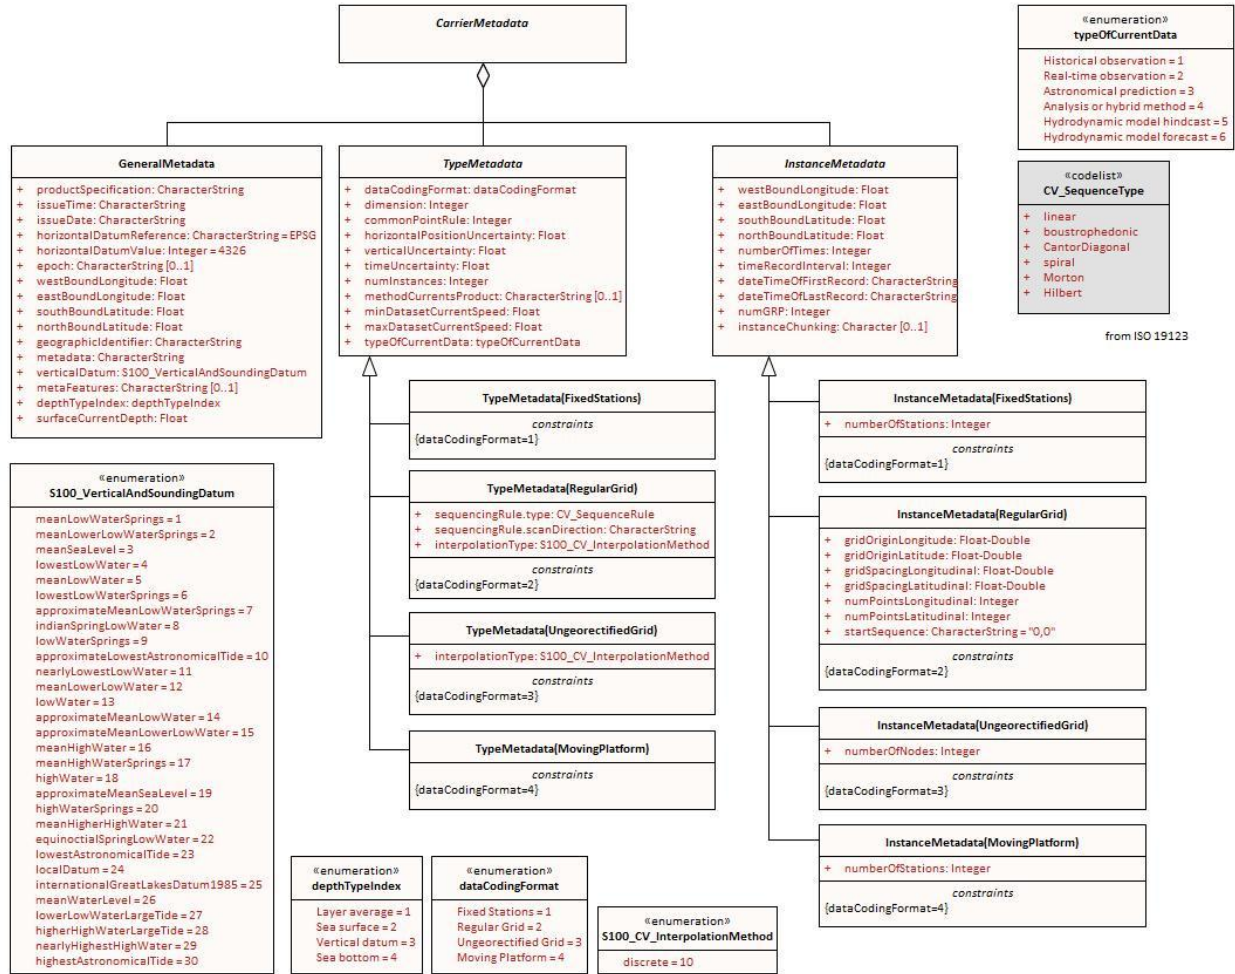 CarrierMetadata
«enumeration»
typeOfCurrentData
Historical observation = 1
Real-time observation = 2
Astronomical prediction = 3
Analysis or hybrid method = 4
Hydrodynamic model hindcast = 5
Hydrodynamic model forecast = 6
GeneralMetadata
+ productSpecification: CharacterString
+ issueTime: CharacterString
+ issueDate: CharacterString
+ horizontalDatumReference: CharacterString = EPSG
+ horizontalDatumValue: Integer = 4326
+ epoch: CharacterString [0..1]
+ westBoundLongitude: Float
+ eastBoundLongitude: Float
+ southBoundLatitude: Float
+ northBoundLatitude: Float
+ geographicIdentifier: CharacterString
+ metadata: CharacterString
+ verticalDatum: S100_VerticalAndSoundingDatum
+ metaFeatures: CharacterString [0..1]
+ depthTypeIndex: depthTypeIndex
+ surfaceCurrentDepth: Float
TypeMetadata
+ dataCodingFormat: dataCodingFormat
+ dimension: Integer
+ commonPointRule: Integer
+ horizontalPositionUncertainty: Float
+ verticalUncertainty: Float
+ timeUncertainty: Float
+ numInstances: Integer
+ methodCurrentsProduct: CharacterString [0..1]
+ minDatasetCurrentSpeed: Float
+ maxDatasetCurrentSpeed: Float
+ typeOfCurrentData: typeOfCurrentData
InstanceMetadata
+ westBoundLongitude: Float
+ eastBoundLongitude: Float
+ southBoundLatitude: Float
+ northBoundLatitude: Float
+ numberOfTimes: Integer
+ timeRecordInterval: Integer
+ dateTimeOfFirstRecord: CharacterString
+ dateTimeOfLastRecord: CharacterString
+ numGRP: Integer
+ instanceChunking: Character [0..1]
«codelist»
CV_SequenceType
+ linear
+ boustrophedonic
+ CantorDiagonal
+ spiral
+ Morton
+ Hilbert
from ISO 19123
TypeMetadata(FixedStations)
constraints
{dataCodingFormat=1}
TypeMetadata(RegularGrid)
+ sequencingRule.type: CV_SequenceRule
+ sequencingRule.scanDirection: CharacterString
+ interpolationType: S100_CV_InterpolationMethod
constraints
{dataCodingFormat=2}
TypeMetadata(UngeorectifiedGrid)
+ interpolationType: S100_CV_InterpolationMethod
constraints
{dataCodingFormat=3}
TypeMetadata(MovingPlatform)
constraints
{dataCodingFormat=4}
InstanceMetadata(FixedStations)
+ numberOfStations: Integer
constraints
{dataCodingFormat=1}
InstanceMetadata(RegularGrid)
+ gridOriginLongitude: Float-Double
+ gridOriginLatitude: Float-Double
+ gridSpacingLongitudinal: Float-Double
+ gridSpacingLatitudinal: Float-Double
+ numPointsLongitudinal: Integer
+ numPointsLatitudinal: Integer
+ startSequence: CharacterString = "0,0"
constraints
{dataCodingFormat=2}
InstanceMetadata(UngeorectifiedGrid)
+ numberOfNodes: Integer
constraints
{dataCodingFormat=3}
InstanceMetadata(MovingPlatform)
+ numberOfStations: Integer
constraints
{dataCodingFormat=4}
«enumeration»
S100_VerticalAndSoundingDatum
meanLowWaterSprings = 1
meanLowerLowWaterSprings = 2
meanSeaLevel = 3
lowestLowWater = 4
meanLowWater = 5
lowestLowWaterSprings = 6
approximateMeanLowWaterSprings = 7
indianSpringLowWater = 8
lowWaterSprings = 9
approximateLowestAstronomicalTide = 10
nearlyLowestLowWater = 11
meanLowerLowWater = 12
lowWater = 13
approximateMeanLowWater = 14
approximateMeanLowerLowWater = 15
meanHighWater = 16
meanHighWaterSprings = 17
highWater = 18
approximateMeanSeaLevel = 19
highWaterSprings = 20
meanHigherHighWater = 21
equinoctialSpringLowWater = 22
lowestAstronomicalTide = 23
localDatum = 24
internationalGreatLakesDatum1985 = 25
meanWaterLevel = 26
lowerLowWaterLargeTide = 27
higherHighWaterLargeTide = 28
nearlyHighestHighWater = 29
highestAstronomicalTide = 30
«enumeration»
depthTypeIndex
Layer average = 1
Sea surface = 2
Vertical datum = 3
Sea bottom = 4
«enumeration»
dataCodingFormat
Fixed Stations = 1
Regular Grid = 2
Ungeorectified Grid = 3
Moving Platform = 4
«enumeration»
S100_CV_InterpolationMethod
discrete = 10